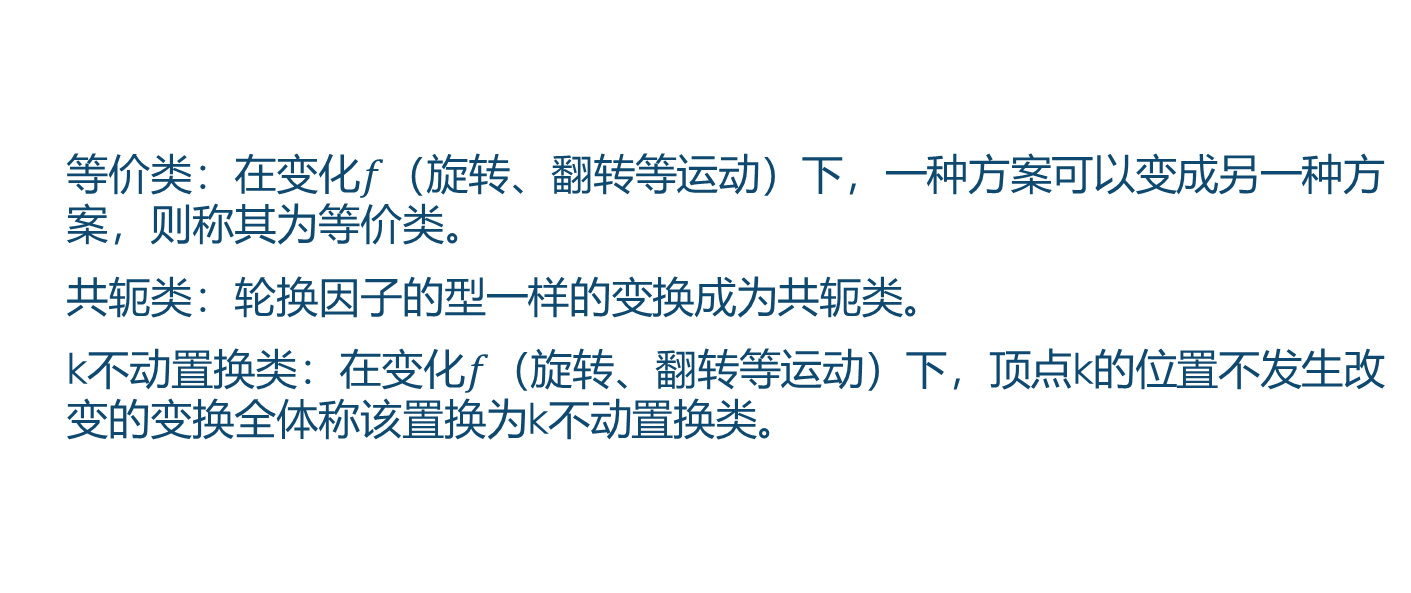 等价类：在变化f（旋转、翻转等运动）下，一种方案可以变成另一种方
案，则称其为等价类。
共轭类：轮换因子的型一样的变换成为共轭类。
k不动置换类：在变化f（旋转、翻转等运动）下，顶点k的位置不发生改
变的变换全体称该置换为k不动置换类。